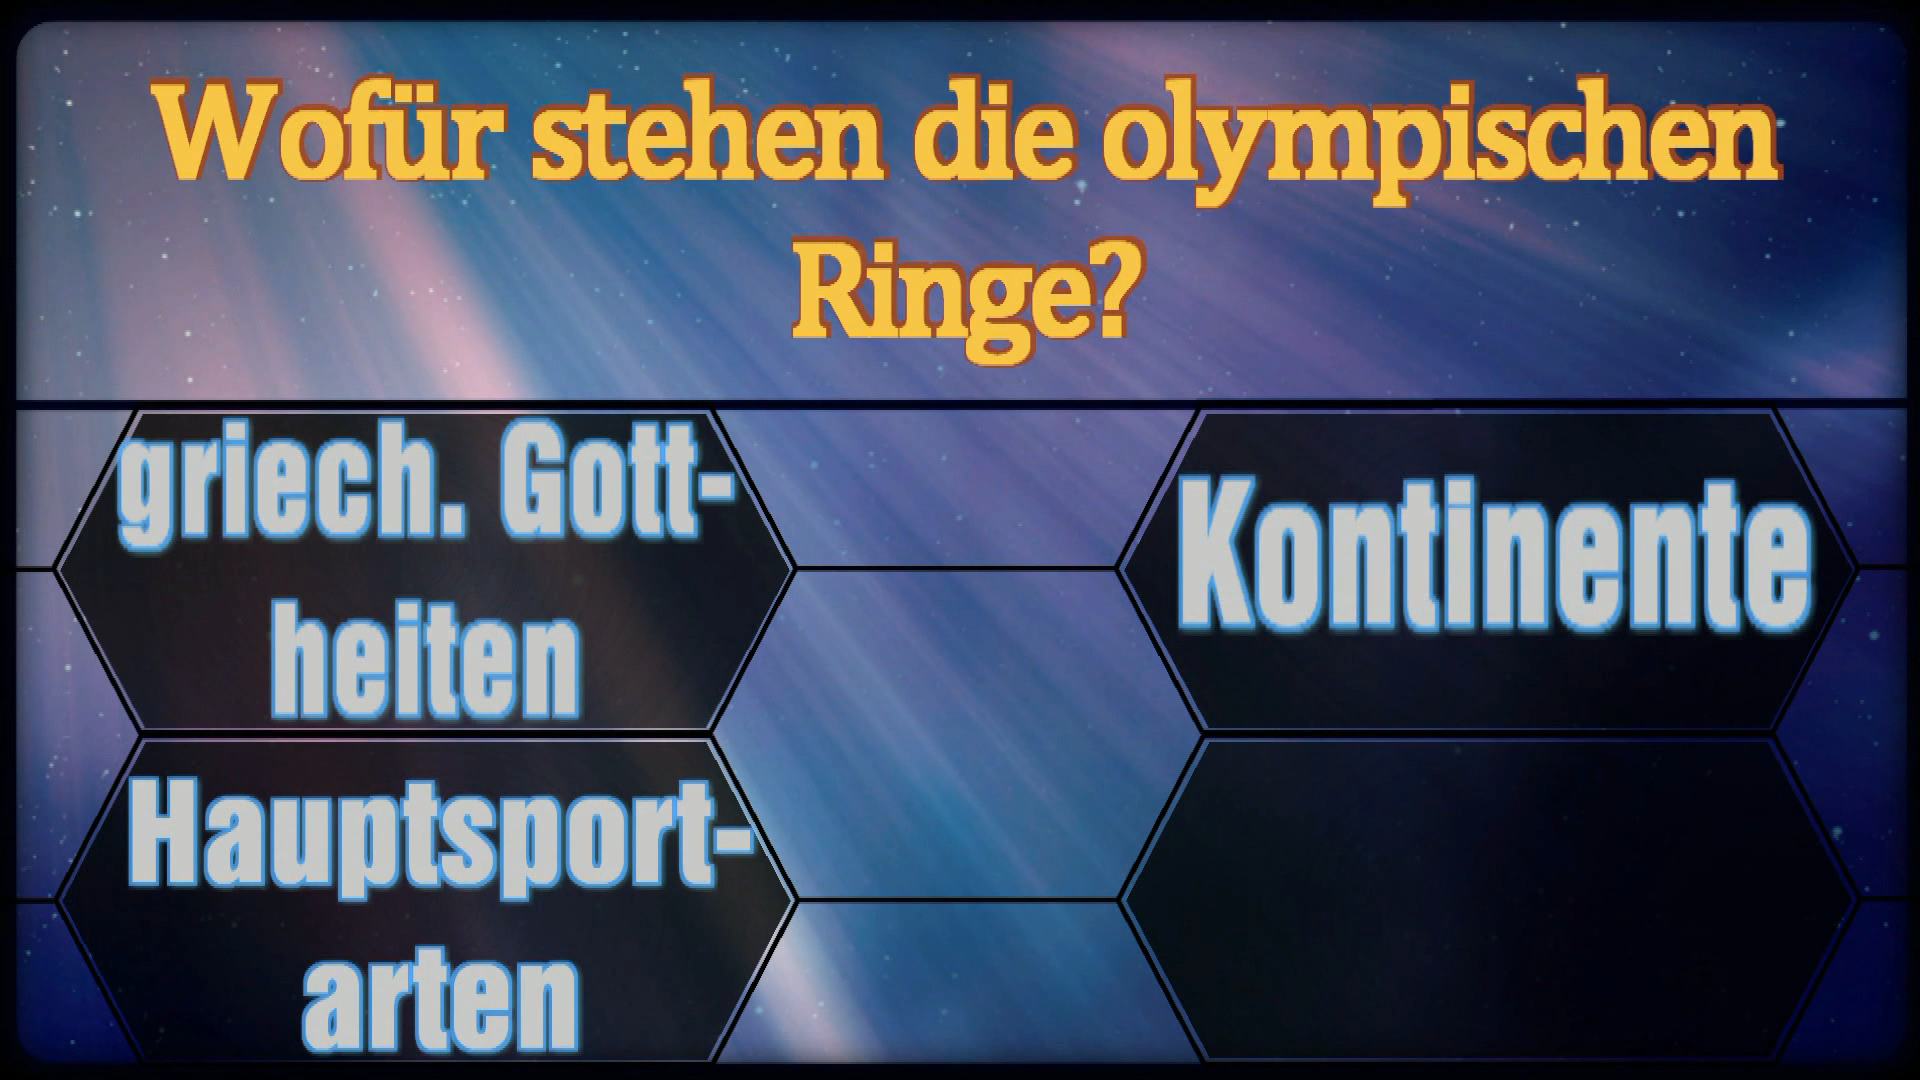 Wofür stehen die olympischen
Ringe?
griech. Gott-
heiten
Kontinente
Hauptsport-
arten